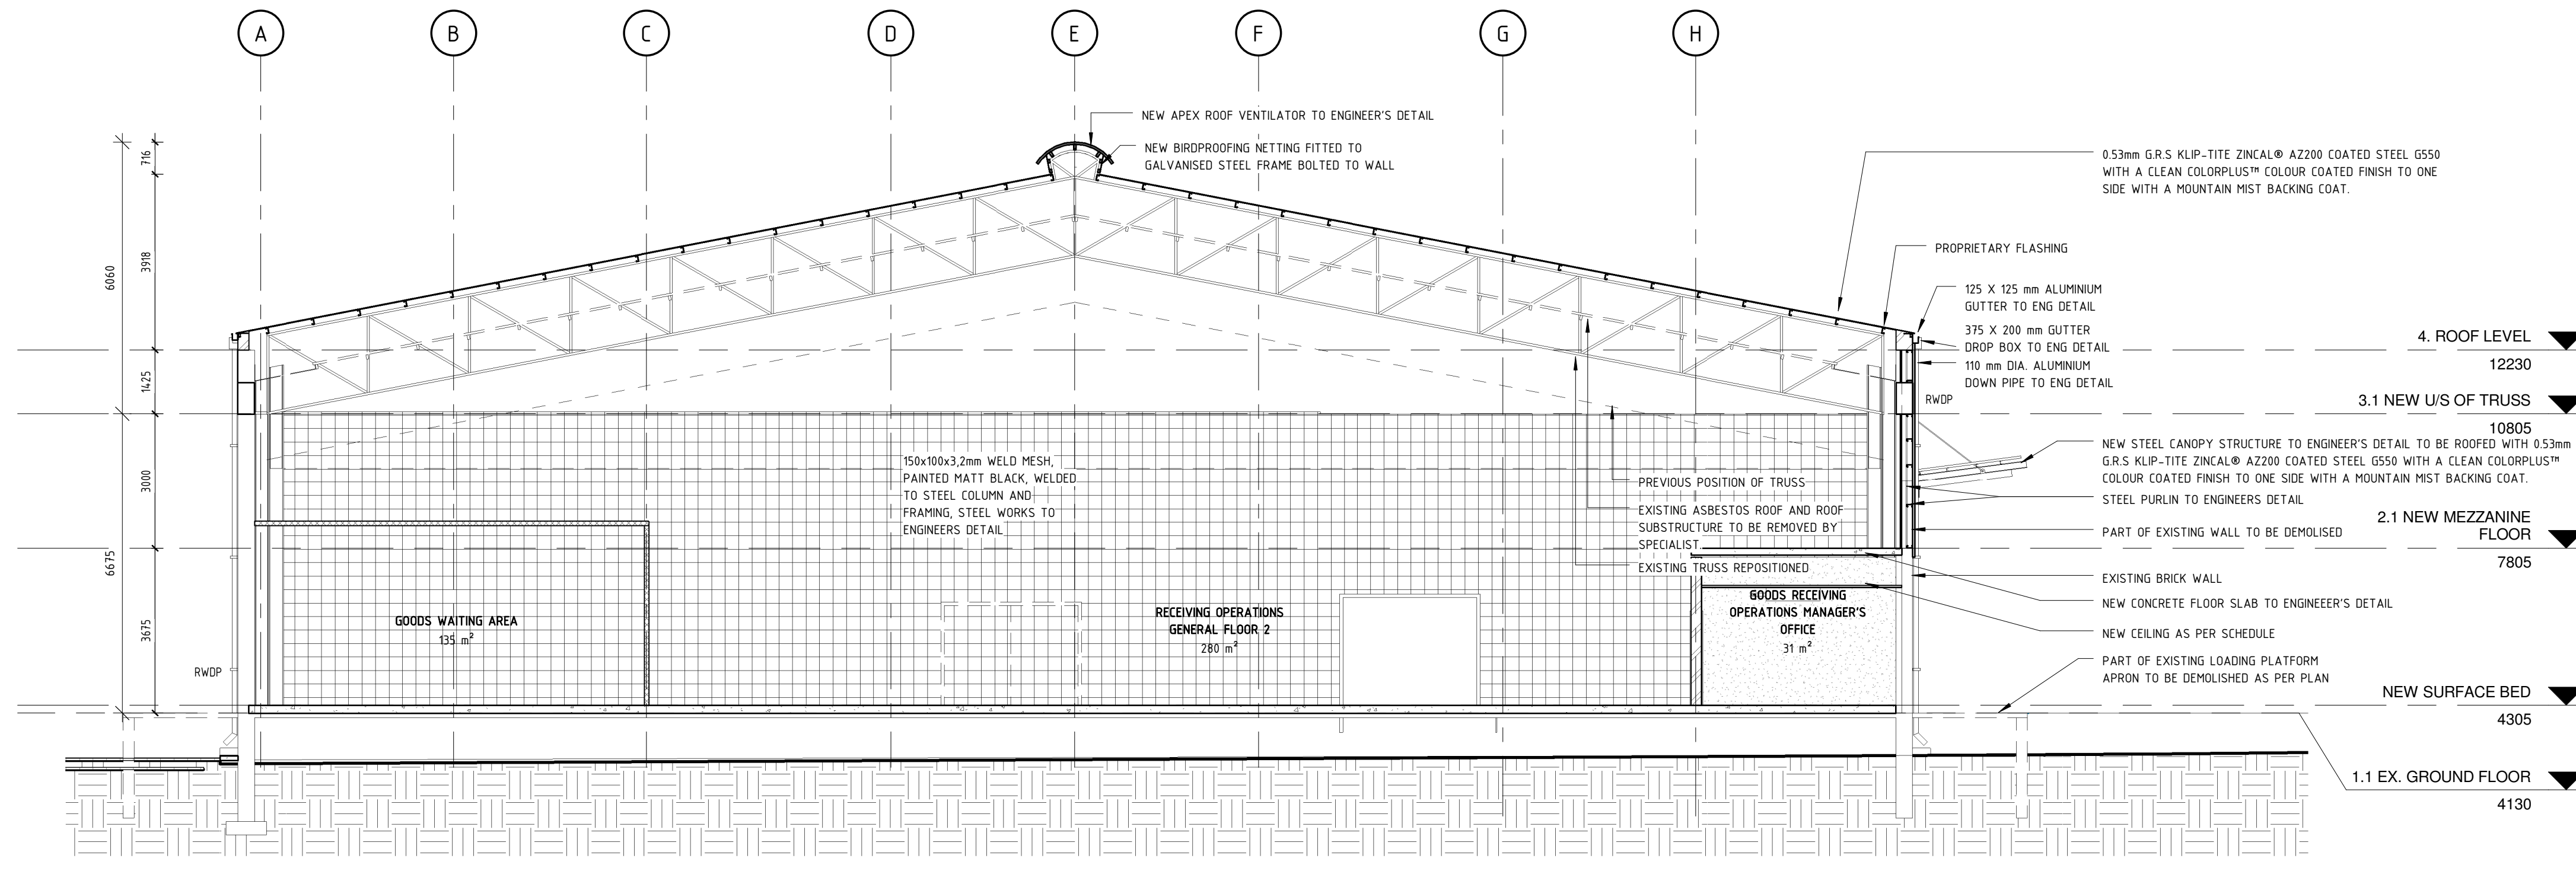 A
B
C
D
E
F
G
H
NEW APEX ROOF VENTILATOR TO ENGINEER'S DETAIL
NEW BIRDPROOFING NETTING FITTED TO
GALVANISED STEEL FRAME BOLTED TO WALL
0.53mm G.R.S KLIP-TITE ZINCAL® AZ200 COATED STEEL G550
WITH A CLEAN COLORPLUS™ COLOUR COATED FINISH TO ONE
SIDE WITH A MOUNTAIN MIST BACKING COAT.
PROPRIETARY FLASHING
125 X 125 mm ALUMINIUM
GUTTER TO ENG DETAIL
375 X 200 mm GUTTER
DROP BOX TO ENG DETAIL
110 mm DIA. ALUMINIUM
DOWN PIPE TO ENG DETAIL
RWDP
716
3918
6060
1425
3000
6675
3675
RWDP
4. ROOF LEVEL
12230
3.1 NEW U/S OF TRUSS
10805
NEW STEEL CANOPY STRUCTURE TO ENGINEER'S DETAIL TO BE ROOFED WITH 0.53mm
G.R.S KLIP-TITE ZINCAL® AZ200 COATED STEEL G550 WITH A CLEAN COLORPLUS™
COLOUR COATED FINISH TO ONE SIDE WITH A MOUNTAIN MIST BACKING COAT.
STEEL PURLIN TO ENGINEERS DETAIL
2.1 NEW MEZZANINE
FLOOR
7805
PART OF EXISTING WALL TO BE DEMOLISED
EXISTING BRICK WALL
NEW CONCRETE FLOOR SLAB TO ENGINEEER'S DETAIL
NEW CEILING AS PER SCHEDULE
PART OF EXISTING LOADING PLATFORM
APRON TO BE DEMOLISHED AS PER PLAN
NEW SURFACE BED
4305
1.1 EX. GROUND FLOOR
4130
150x100x3,2mm WELD MESH,
PAINTED MATT BLACK, WELDED
TO STEEL COLUMN AND
FRAMING, STEEL WORKS TO
ENGINEERS DETAIL
PREVIOUS POSITION OF TRUSS
EXISTING ASBESTOS ROOF AND ROOF
SUBSTRUCTURE TO BE REMOVED BY
SPECIALIST.
EXISTING TRUSS REPOSITIONED
GOODS WAITING AREA
135 m²
RECEIVING OPERATIONS
GENERAL FLOOR 2
280 m²
GOODS RECEIVING
OPERATIONS MANAGER'S
OFFICE
31 m²